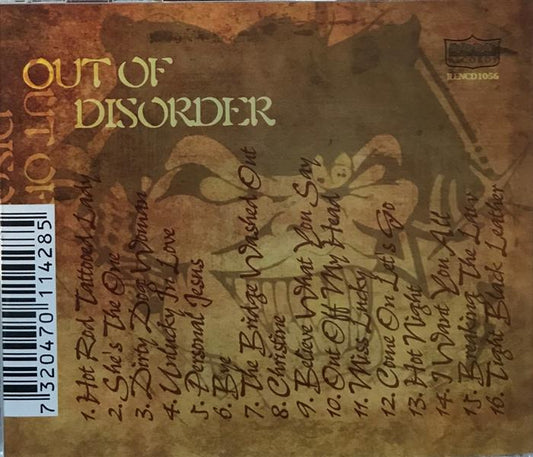 OUT OF
DISORDER
RLNCD1056
OUT OF
7 320470 114285
1. Hot Rod Tattooed Lady
2. She's The One
3. Dirty Dog Woman
4. Unlucky In Love
5. Personal Jesus
6. Bye
7. The Bridge Washed Out
8. Christine
9. Believe What You Say
10. Out Off My Head
11. Miss Lucky
12. Come On Let's Go
13. Hot Night
14. I Want You All
15. Breaking The Law
16. Tight Black Leather